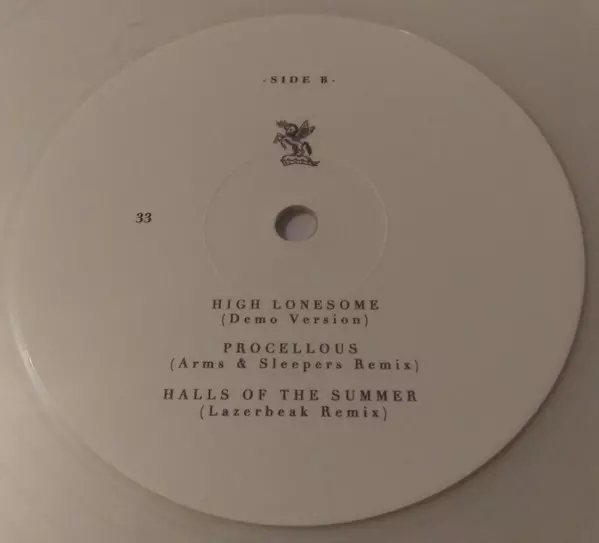 -SIDE B-
33
HIGH LONESOME
(Demo Version)
PROCELLOUS
(Arms & Sleepers Remix)
HALLS OF THE SUMMER
(Lazerbeak Remix)